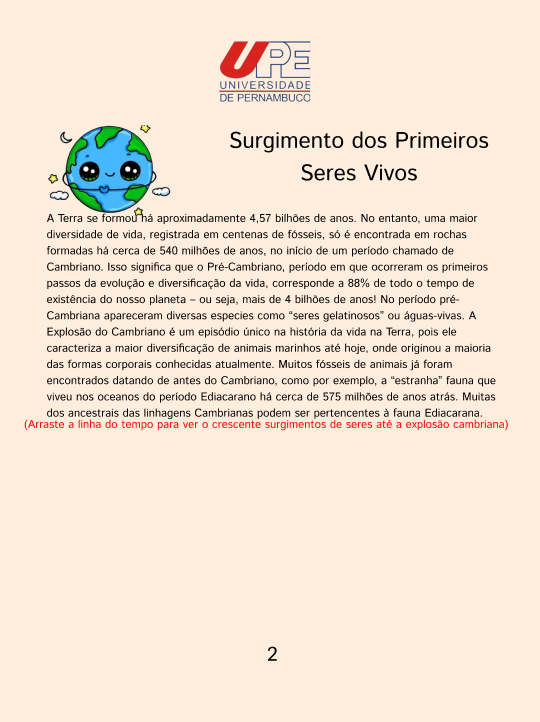 UPE
UNIVERSIDADE
DE PERNAMBUCO
Surgimento dos Primeiros
Seres Vivos
A Terra se formou há aproximadamente 4,57 bilhões de anos. No entanto, uma maior
diversidade de vida, registrada em centenas de fósseis, só é encontrada em rochas
formadas há cerca de 540 milhões de anos, no início de um período chamado de
Cambriano. Isso significa que o Pré-Cambriano, período em que ocorreram os primeiros
passos da evolução e diversificação da vida, corresponde a 88% de todo o tempo de
existência do nosso planeta – ou seja, mais de 4 bilhões de anos! No período pré-
Cambriana apareceram diversas especies como “seres gelatinosos” ou águas-vivas. A
Explosão do Cambriano é um episódio único na história da vida na Terra, pois ele
caracteriza a maior diversificação de animais marinhos até hoje, onde originou a maioria
das formas corporais conhecidas atualmente. Muitos fósseis de animais já foram
encontrados datando de antes do Cambriano, como por exemplo, a “estranha” fauna que
viveu nos oceanos do período Ediacarano há cerca de 575 milhões de anos atrás. Muitas
dos ancestrais das linhagens Cambrianas podem ser pertencentes à fauna Ediacarana.
(Arraste a linha do tempo para ver o crescente surgimentos de seres até a explosão cambriana)
2